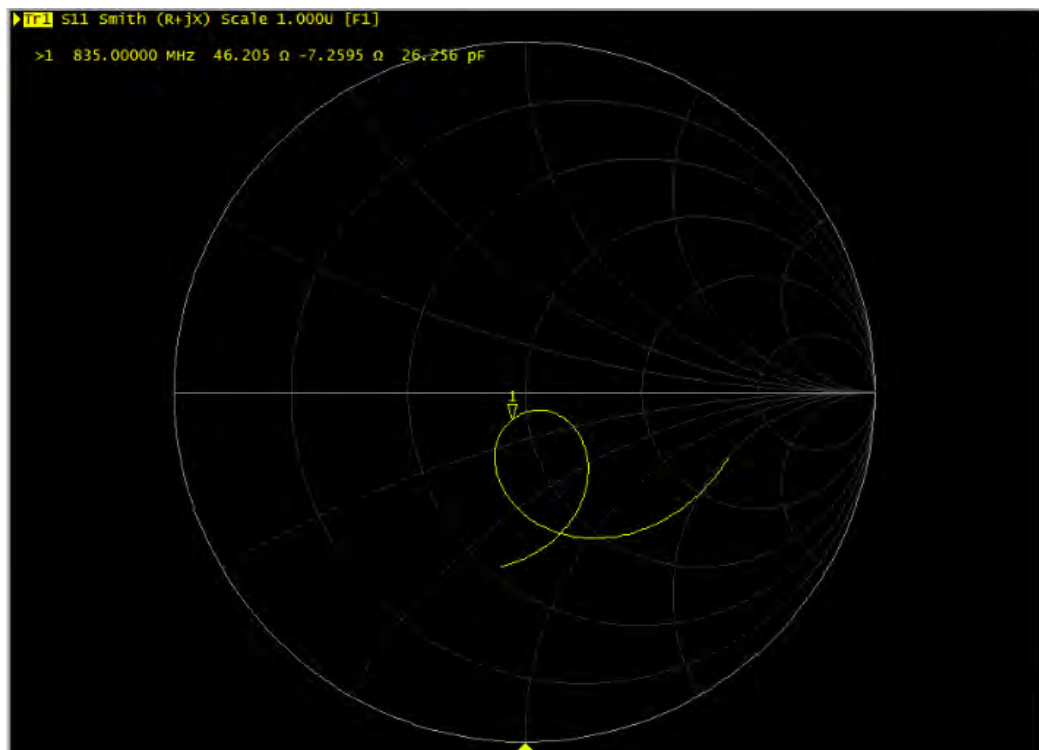 Tr1 S11 Smith (R+jX) Scale 1.000U [F1]
>1 835.00000 MHz 46.205 Ω -7.2595 Ω 26.256 pF
1